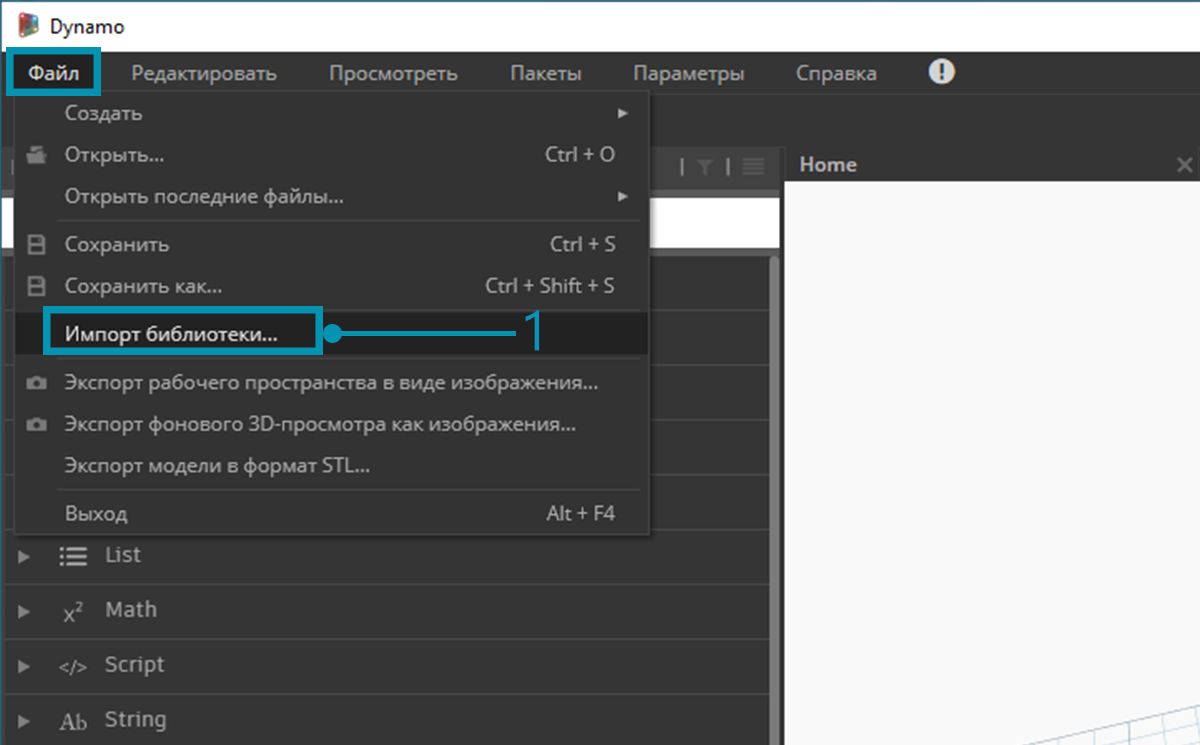 Dynamo
Файл Редактировать Просмотреть Пакеты Параметры Справка
Создать
Открыть... Ctrl + O
Открыть последние файлы...
Home
Сохранить Ctrl + S
Сохранить как... Ctrl + Shift + S
Импорт библиотеки... 1
Экспорт рабочего пространства в виде изображения...
Экспорт фонового 3D-просмотра как изображения...
Экспорт модели в формат STL...
Выход Alt + F4
List
x² Math
</> Script
Ab String